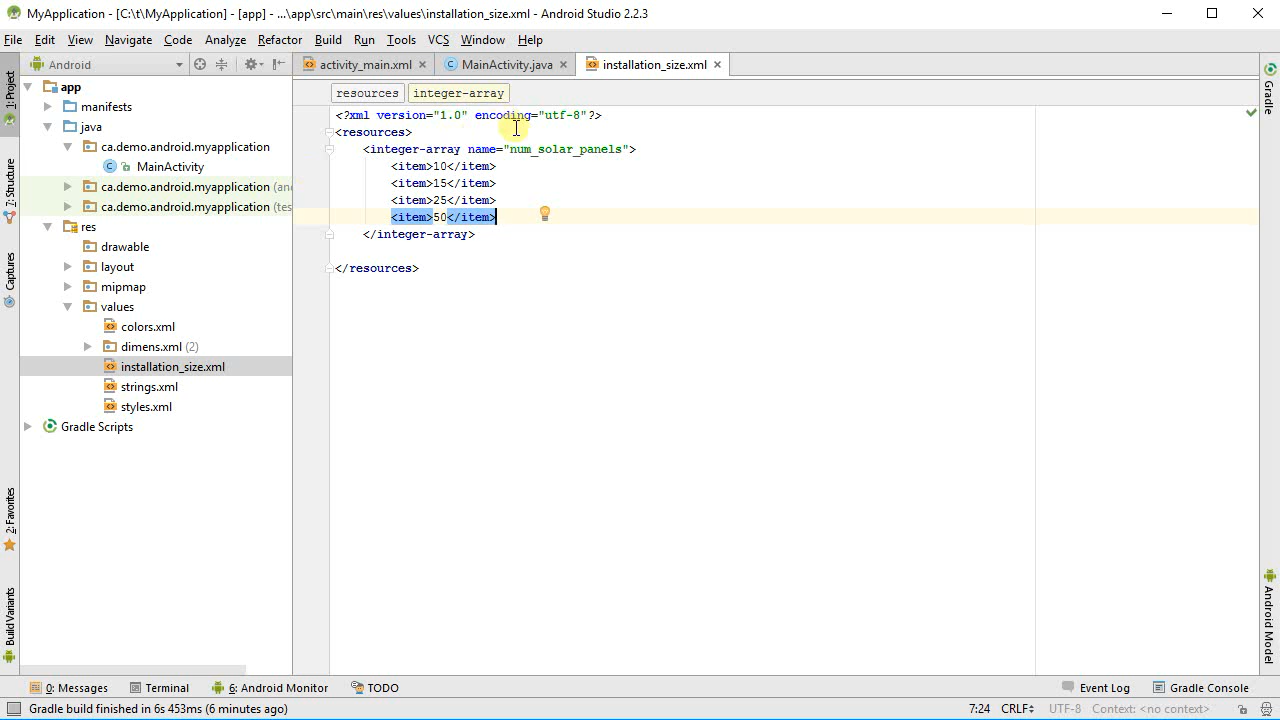 MyApplication - [C:\t\MyApplication] - [app] - ...\app\src\main\res\values\installation_size.xml - Android Studio 2.2.3
File Edit View Navigate Code Analyze Refactor Build Run Tools VCS Window Help
Android
activity_main.xml MainActivity.java installation_size.xml
1: Project
7: Structure
Captures
2: Favorites
Build Variants
app
manifests
java
ca.demo.android.myapplication
MainActivity
ca.demo.android.myapplication (an
ca.demo.android.myapplication (tes
res
drawable
layout
mipmap
values
colors.xml
dimens.xml (2)
installation_size.xml
strings.xml
styles.xml
Gradle Scripts
resources integer-array
<?xml version="1.0" encoding="utf-8"?>
<resources>
<integer-array name="num_solar_panels">
<item>10</item>
<item>15</item>
<item>25</item>
<item>50</item>
</integer-array>
</resources>
Gradle
Android Model
0: Messages Terminal 6: Android Monitor TODO Event Log Gradle Console
Gradle build finished in 6s 453ms (6 minutes ago) 7:24 CRLF UTF-8 Context: <no context>